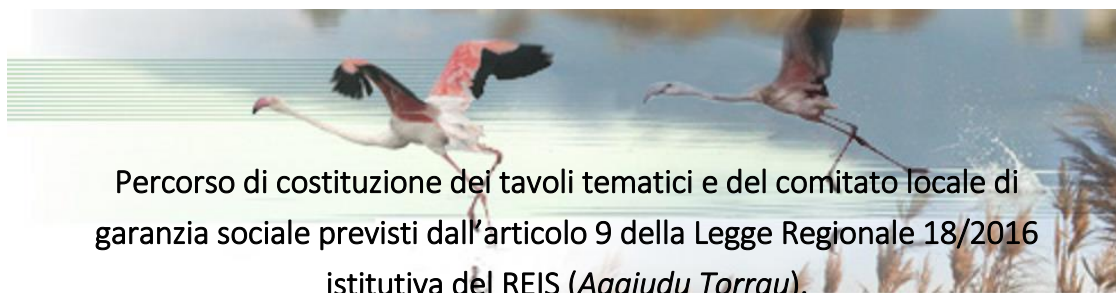 Percorso di costituzione dei tavoli tematici e del comitato locale di
garanzia sociale previsti dall'articolo 9 della Legge Regionale 18/2016
istitutiva del REIS (Aggiudu Torrau).